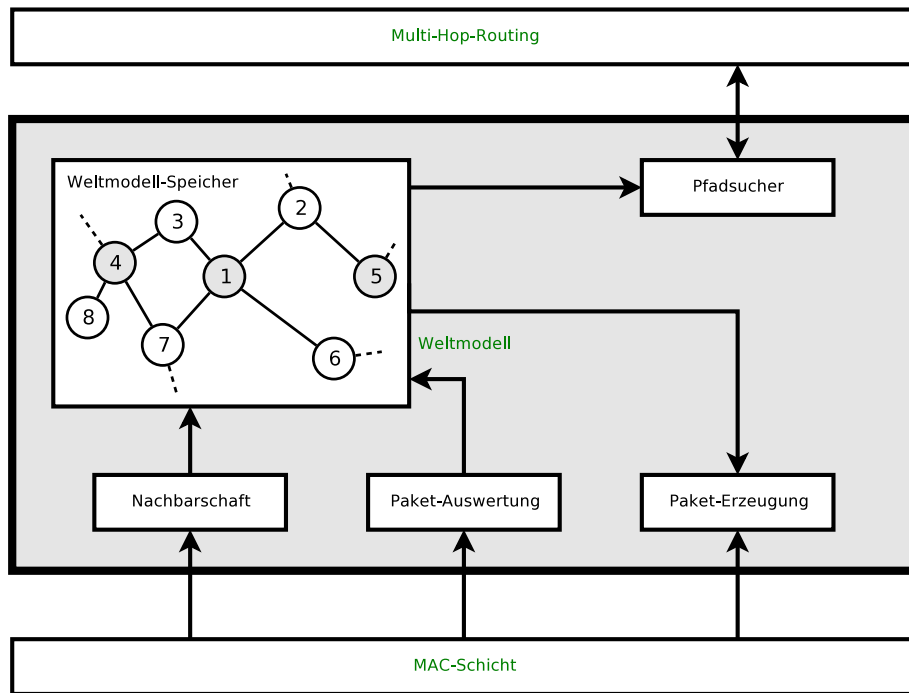 Multi-Hop-Routing
Weltmodell-Speicher
Pfadsucher
2
3
4
1
5
8
7
6
Weltmodell
Nachbarschaft
Paket-Auswertung
Paket-Erzeugung
MAC-Schicht